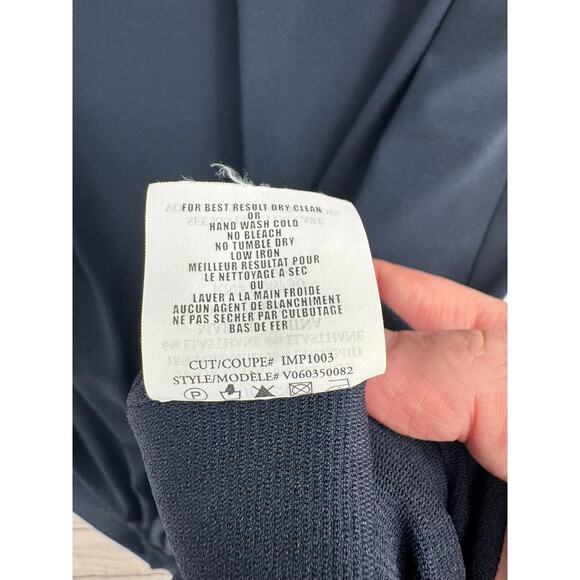 FOR BEST RESULT DRY CLEAN
OR
HAND WASH COLD
NO BLEACH
NO TUMBLE DRY
LOW IRON
MEILLEUR RESULTAT POUR
LE NETTOYAGE A SEC
OU
LAVER A LA MAIN FROIDE
AUCUN AGENT DE BLANCHIMENT
NE PAS SECHER PAR CULBUTAGE
BAS DE FER
CUT/COUPE# IMP1003
STYLE/MODÈLE# V060350082
P